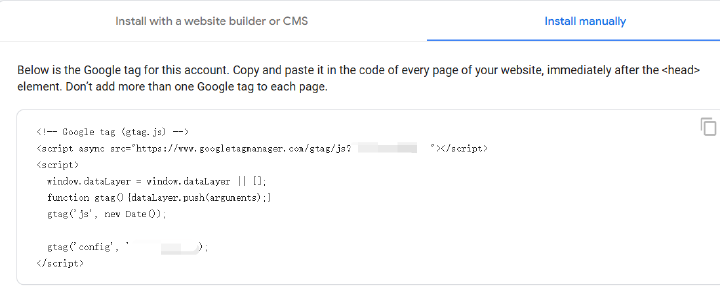 Install with a website builder or CMS
Install manually
Below is the Google tag for this account. Copy and paste it in the code of every page of your website, immediately after the <head>
element. Don't add more than one Google tag to each page.
<!-- Google tag (gtag.js) -->
<script async src="https://www.googletagmanager.com/gtag/js? "></script>
<script>
window.dataLayer = window.dataLayer || [];
function gtag(){dataLayer.push(arguments);}
gtag('js', new Date());
gtag('config', ' );
</script>